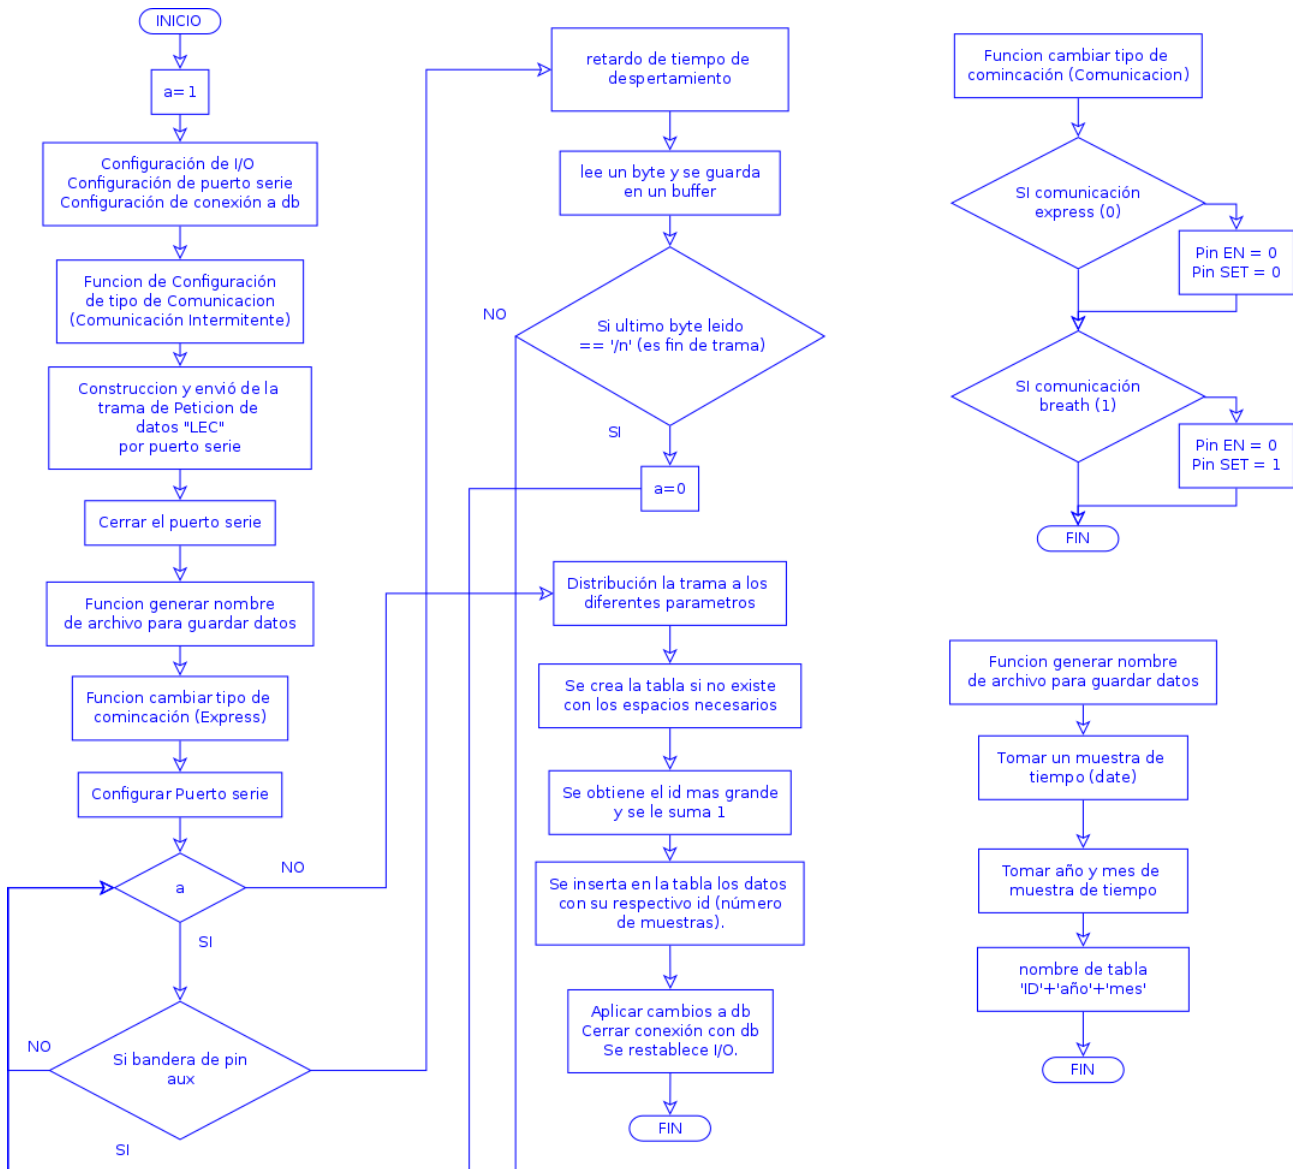 INICIO
a=1
Configuración de I/O
Configuración de puerto serie
Configuración de conexión a db
Funcion de Configuración
de tipo de Comunicacion
(Comunicación Intermitente)
Construccion y envió de la
trama de Peticion de
datos "LEC"
por puerto serie
Cerrar el puerto serie
Funcion generar nombre
de archivo para guardar datos
Funcion cambiar tipo de
comincación (Express)
Configurar Puerto serie
a
NO
SI
Si bandera de pin
aux
NO
SI
retardo de tiempo de
despertamiento
lee un byte y se guarda
en un buffer
Si ultimo byte leido
== '/n' (es fin de trama)
NO
SI
a=0
Distribución la trama a los
diferentes parametros
Se crea la tabla si no existe
con los espacios necesarios
Se obtiene el id mas grande
y se le suma 1
Se inserta en la tabla los datos
con su respectivo id (número
de muestras).
Aplicar cambios a db
Cerrar conexión con db
Se restablece I/O.
FIN
Funcion cambiar tipo de
comincación (Comunicacion)
SI comunicación
express (0)
Pin EN = 0
Pin SET = 0
SI comunicación
breath (1)
Pin EN = 0
Pin SET = 1
FIN
Funcion generar nombre
de archivo para guardar datos
Tomar un muestra de
tiempo (date)
Tomar año y mes de
muestra de tiempo
nombre de tabla
'ID'+'año'+'mes'
FIN